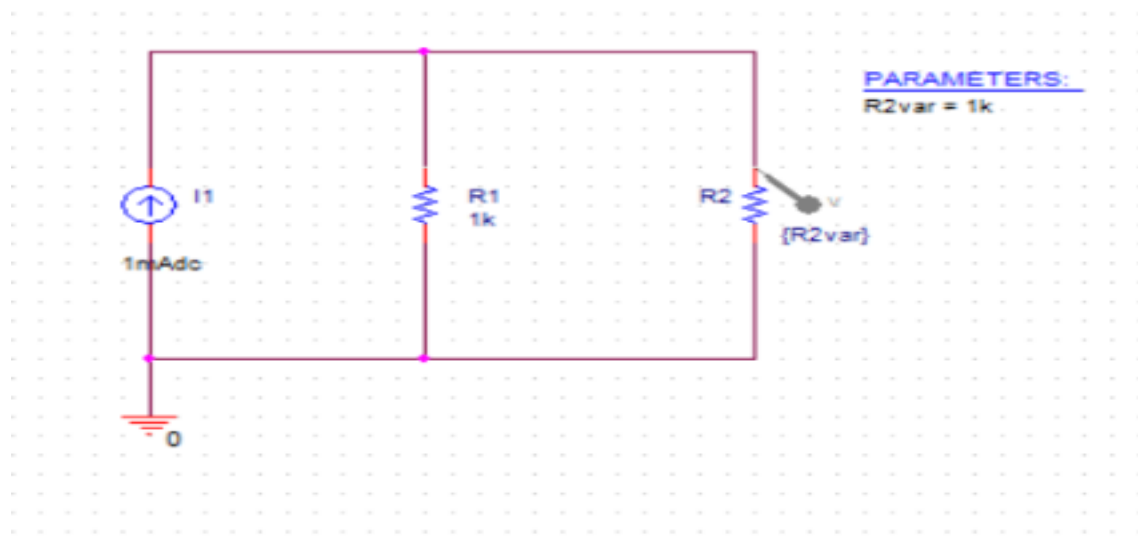 PARAMETERS:
R2var = 1k
I1
R1
1k
R2
V
{R2var}
1mAdc
0